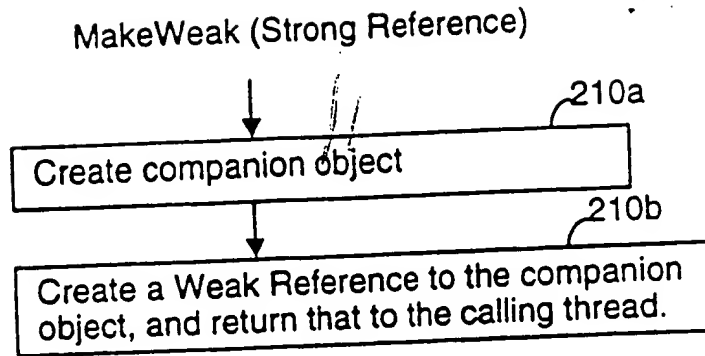 MakeWeak (Strong Reference)
210a
Create companion object
210b
Create a Weak Reference to the companion
object, and return that to the calling thread.